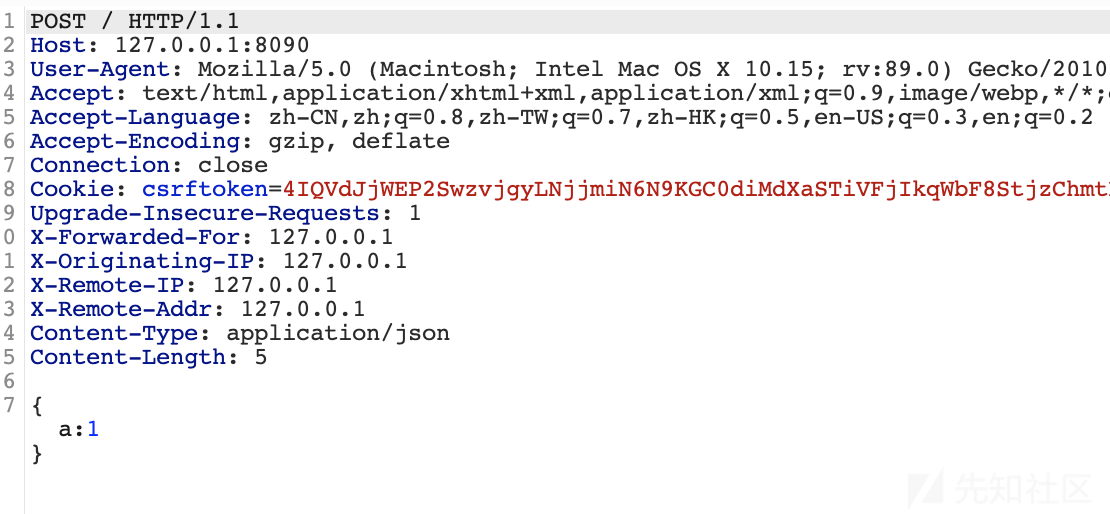 1 POST / HTTP/1.1
2 Host: 127.0.0.1:8090
3 User-Agent: Mozilla/5.0 (Macintosh; Intel Mac OS X 10.15; rv:89.0) Gecko/2010
4 Accept: text/html,application/xhtml+xml,application/xml;q=0.9,image/webp,*/*;
5 Accept-Language: zh-CN,zh;q=0.8,zh-TW;q=0.7,zh-HK;q=0.5,en-US;q=0.3,en;q=0.2
6 Accept-Encoding: gzip, deflate
7 Connection: close
8 Cookie: csrftoken=4IQVdJjWEP2SwzvjgyLNjjmiN6N9KGC0diMdXaSTiVFjIkqWbF8StjzChmt
9 Upgrade-Insecure-Requests: 1
0 X-Forwarded-For: 127.0.0.1
1 X-Originating-IP: 127.0.0.1
2 X-Remote-IP: 127.0.0.1
3 X-Remote-Addr: 127.0.0.1
4 Content-Type: application/json
5 Content-Length: 5
6
7 {
a:1
}
先知社区